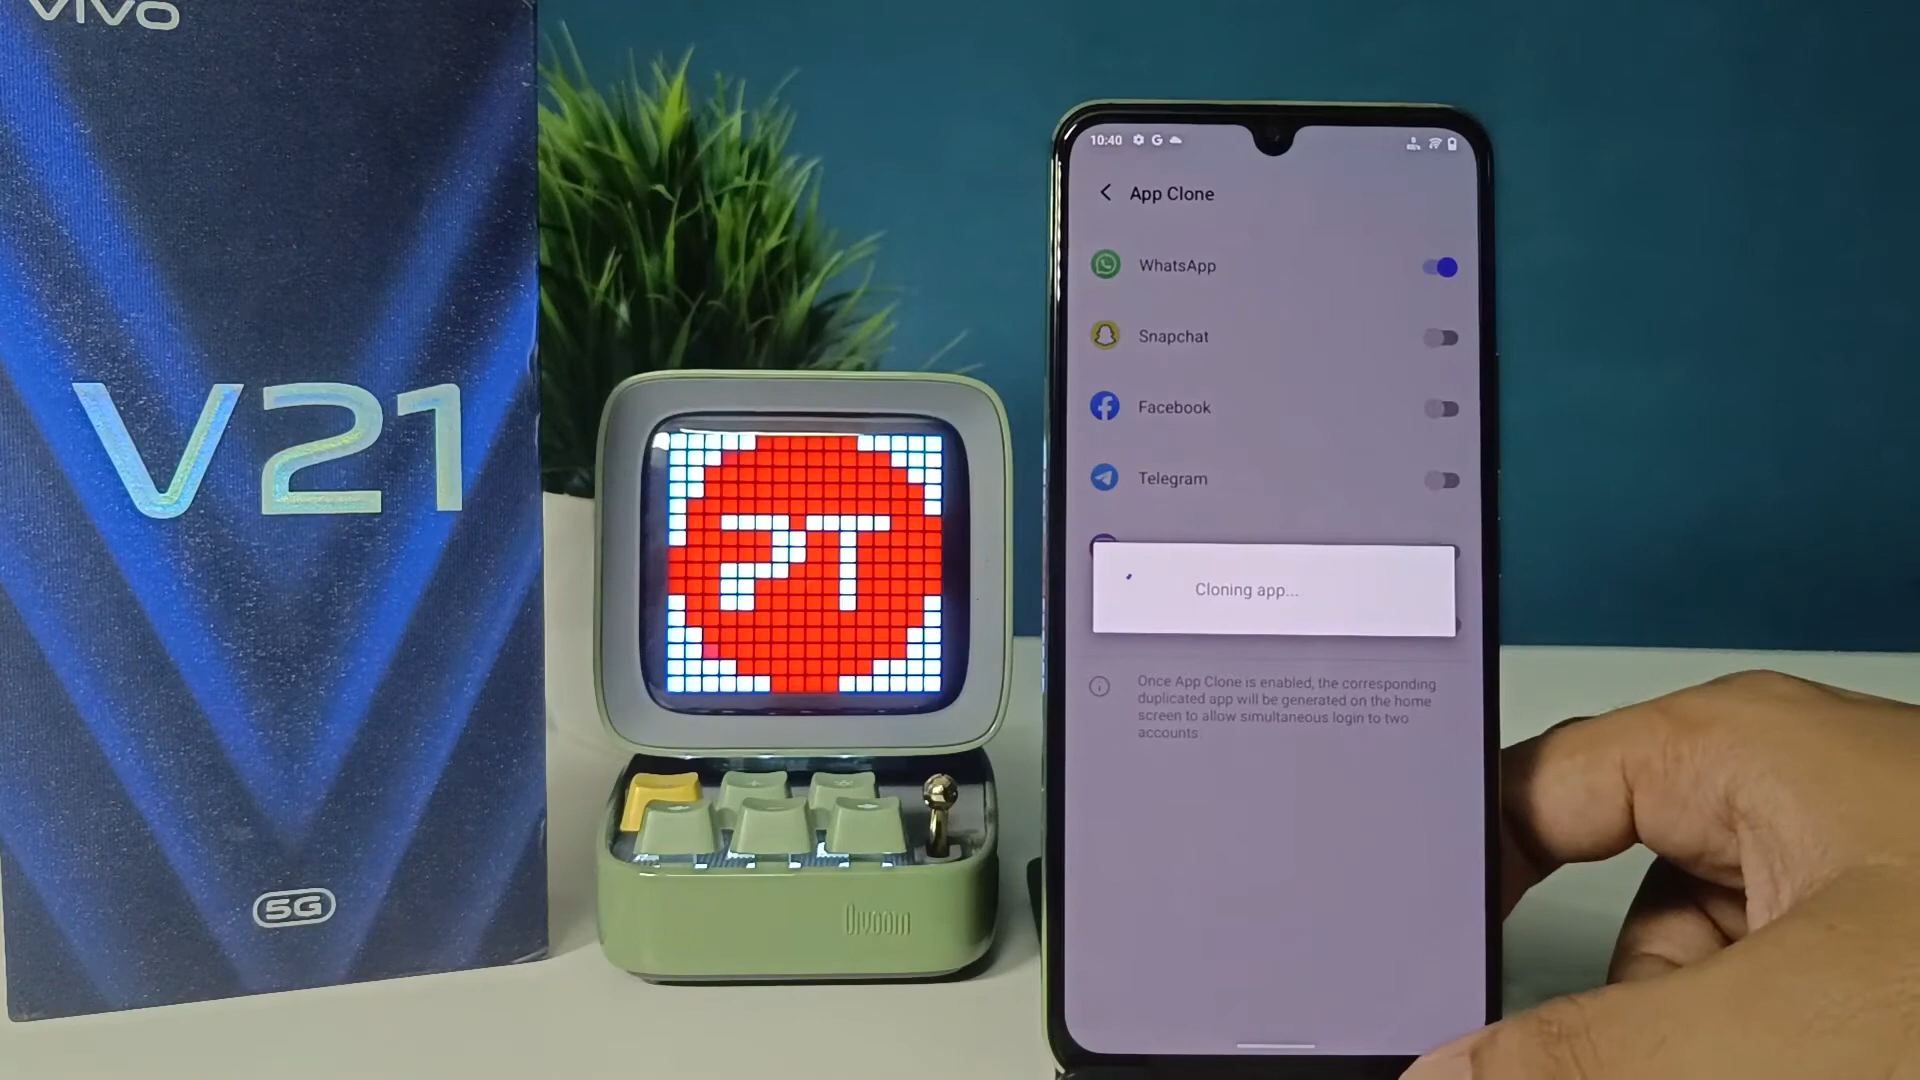 vivo
V21
5G
PT
Divoom
10:40
App Clone
WhatsApp
Snapchat
Facebook
Telegram
Cloning app...
Once App Clone is enabled, the corresponding
duplicated app will be generated on the home
screen to allow simultaneous login to two
accounts.